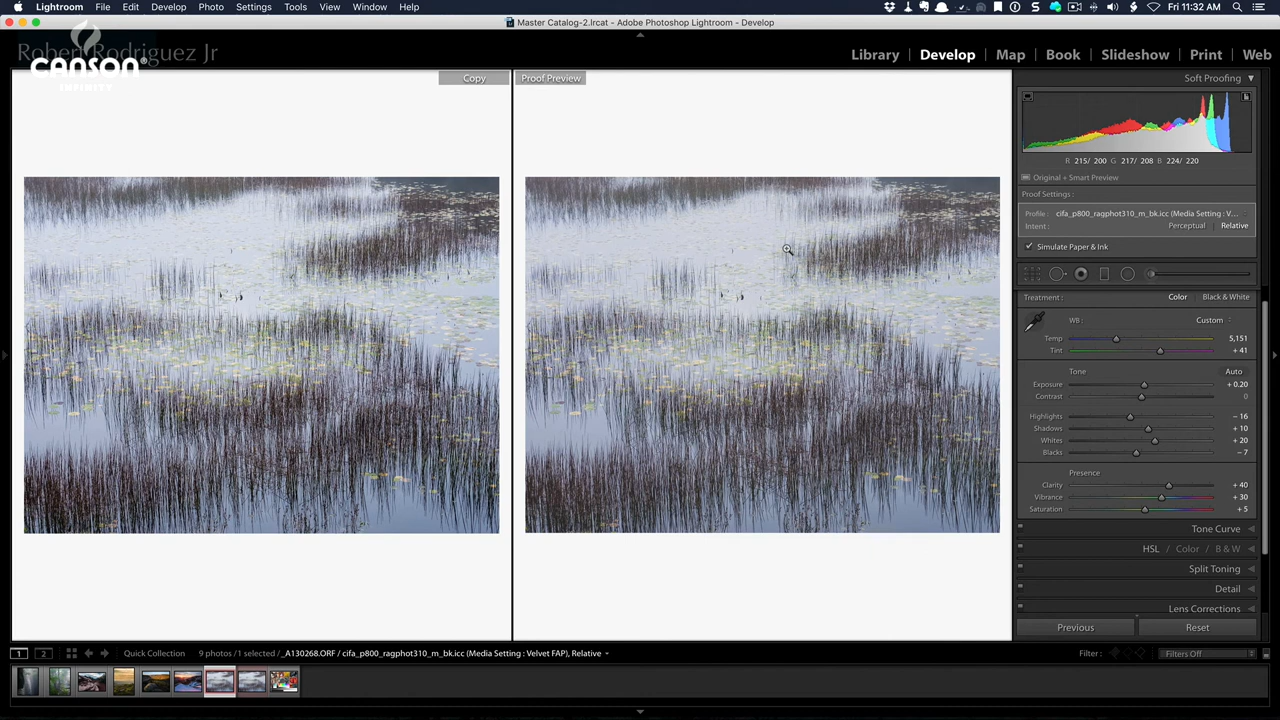 Lightroom File Edit Develop Photo Settings Tools View Window Help Fri 11:32 AM
Master Catalog-2.lrcat - Adobe Photoshop Lightroom - Develop
Robert Rodriguez Jr
CANSON
INFINITY
Library Develop Map Book Slideshow Print Web
Copy Proof Preview Soft Proofing
R 215/ 200 G 217/ 208 B 224/ 220
Original + Smart Preview
Proof Settings :
Profile : cifa_p800_ragphot310_m_bk.icc (Media Setting : V...
Intent : Perceptual Relative
Simulate Paper & Ink
Treatment : Color Black & White
WB : Custom
Temp 5,151
Tint + 41
Tone Auto
Exposure + 0.20
Contrast 0
Highlights − 16
Shadows + 10
Whites + 20
Blacks − 7
Presence
Clarity + 40
Vibrance + 30
Saturation + 5
Tone Curve
HSL / Color / B & W
Split Toning
Detail
Lens Corrections
Previous Reset
1 2 Quick Collection 9 photos / 1 selected / _A130268.ORF / cifa_p800_ragphot310_m_bk.icc (Media Setting : Velvet FAP), Relative Filter : Filters Off